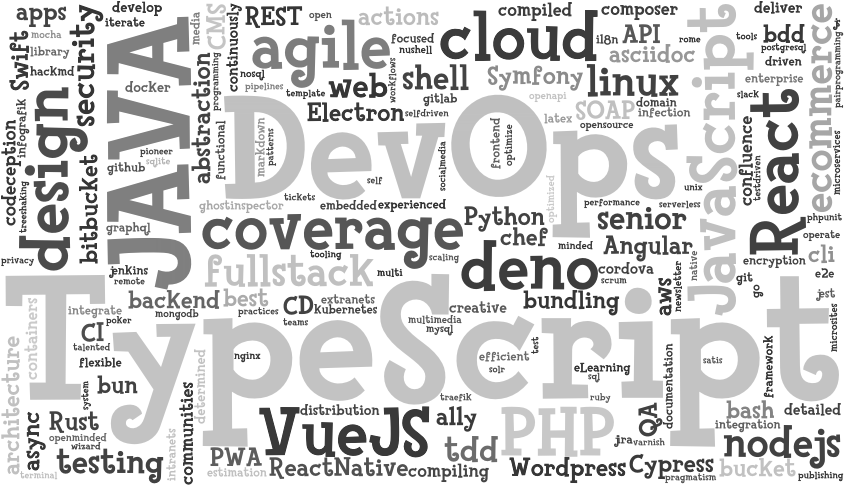 apps
develop
iterate
mocha
library
hacKmd
Swift
security
JAVA
media
CMS
programming
continuously
REST
open
actions
agile
focused
nushell
cloud
compiled
composer
i18n
API
rome
asciidoc
deliver
bdd
tools
postgresql
driven
enterprise
slack
ecommerce
pairprogramming
docker
abstraction
nosql
pipelines
template
web
workflows
shell
gitlab
Symfony
linux
openapi
SOAP
domain
infection
opensource
JavaScript
React
confluence
testdriven
microservices
codeception
infografik
treeshaking
design
bitbucket
github
pioneer
sqlite
functional
markdown
patterns
Electron
selfdriven
latex
DevOps
frontend
optimize
socialmedia
self
tickets
ghostinspector
embedded
experienced
optimized
performance
serverless
unix
phpunit
operate
graphql
coverage
Python
chef
minded
senior
Angular
native
cli
encryption
e2e
privacy
jenkins
remote
tooling
scaling
fullstack
multi
deno
cordova
scrum
aws
newsletter
git
go
jest
microsites
containers
integrate
backend
mongodb
best
practices
CD
teams
extranets
kubernetes
creative
multimedia
mysql
bundling
TypeScript
CI
poker
talented
flexible
bun
system
nginx
efficient
solr
test
eLearning
sql
ruby
satis
documentation
framework
architecture
determined
async
Rust
openminded
wizard
testing
intranets
communities
distribution
VueJS
traefik
ally
tdd
PHP
jra
QA
varnish
bash
integration
detailed
nodejs
PWA
estimation
ReactNative
compiling
Wordpress
Cypress
pragmatism
bucket
publishing